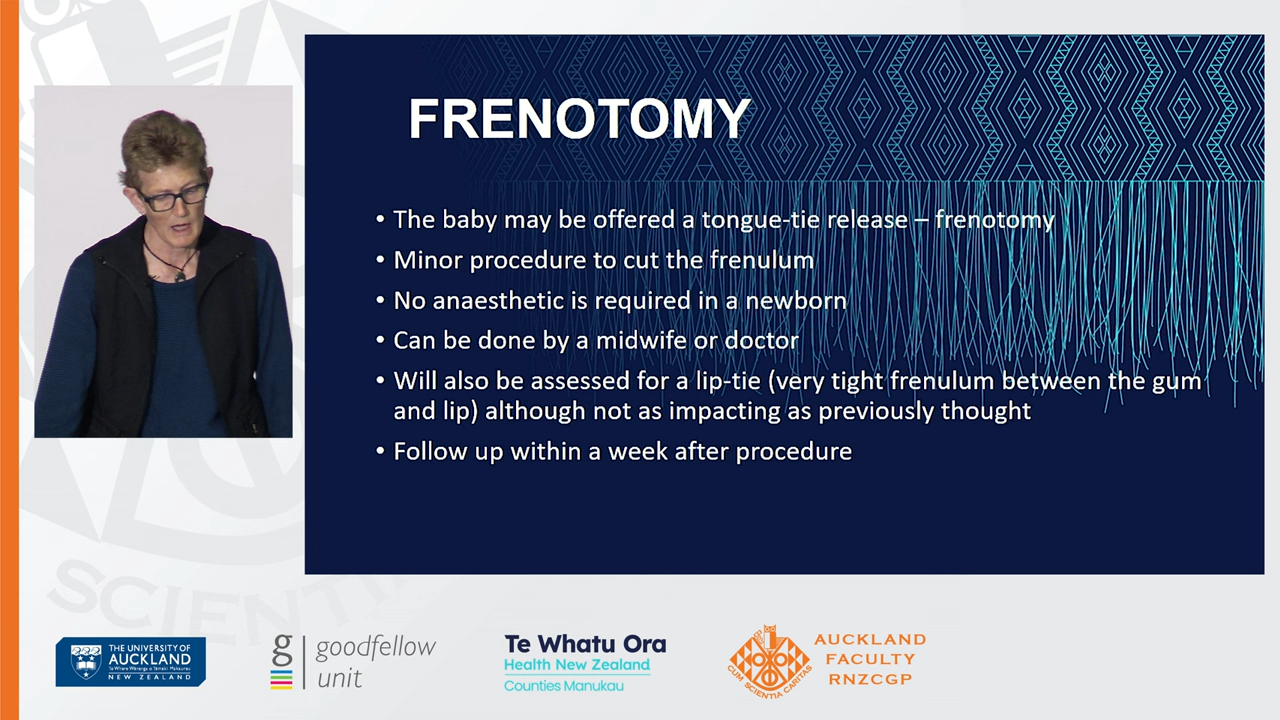 FRENOTOMY
• The baby may be offered a tongue-tie release – frenotomy
• Minor procedure to cut the frenulum
• No anaesthetic is required in a newborn
• Can be done by a midwife or doctor
• Will also be assessed for a lip-tie (very tight frenulum between the gum
and lip) although not as impacting as previously thought
• Follow up within a week after procedure
SCIENTI
THE UNIVERSITY OF
AUCKLAND
Te Whare Wānanga o Tāmaki Makaurau
NEW ZEALAND
g
goodfellow
unit
Te Whatu Ora
Health New Zealand
Counties Manukau
CUM SCIENTIA CARITAS
AUCKLAND
FACULTY
RNZCGP